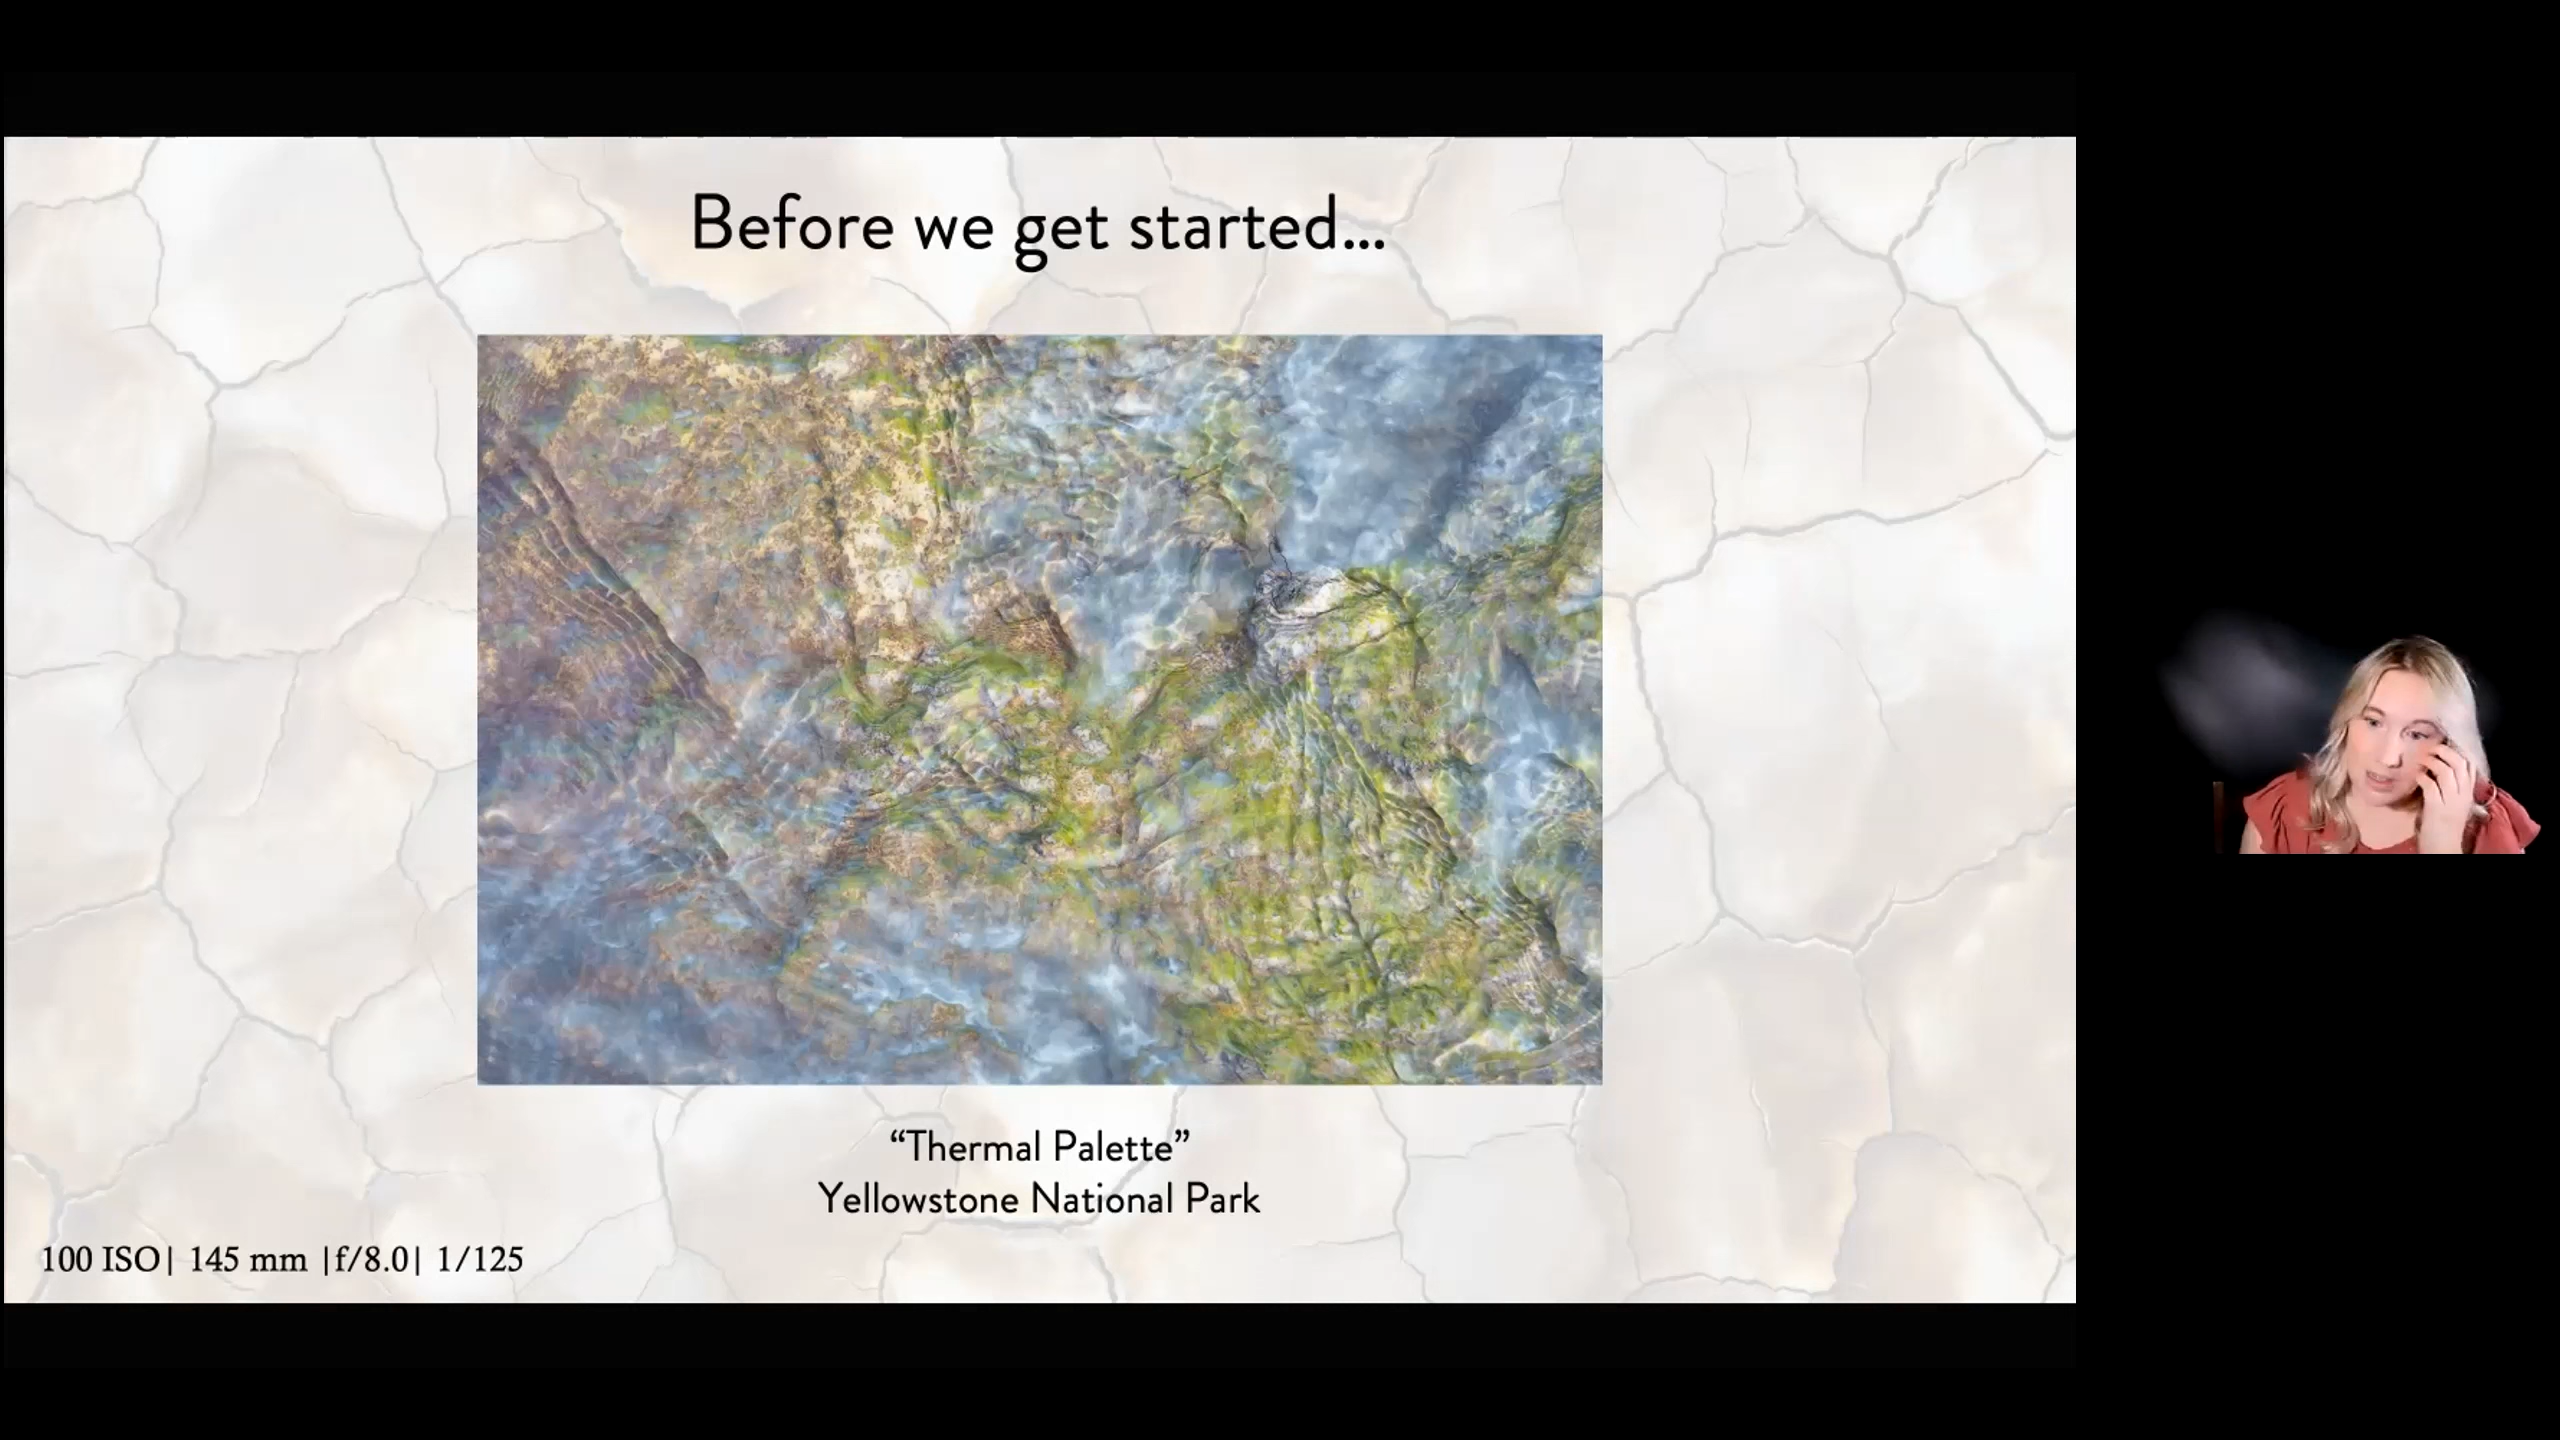 Before we get started...
“Thermal Palette”
Yellowstone National Park
100 ISO| 145 mm |f/8.0| 1/125